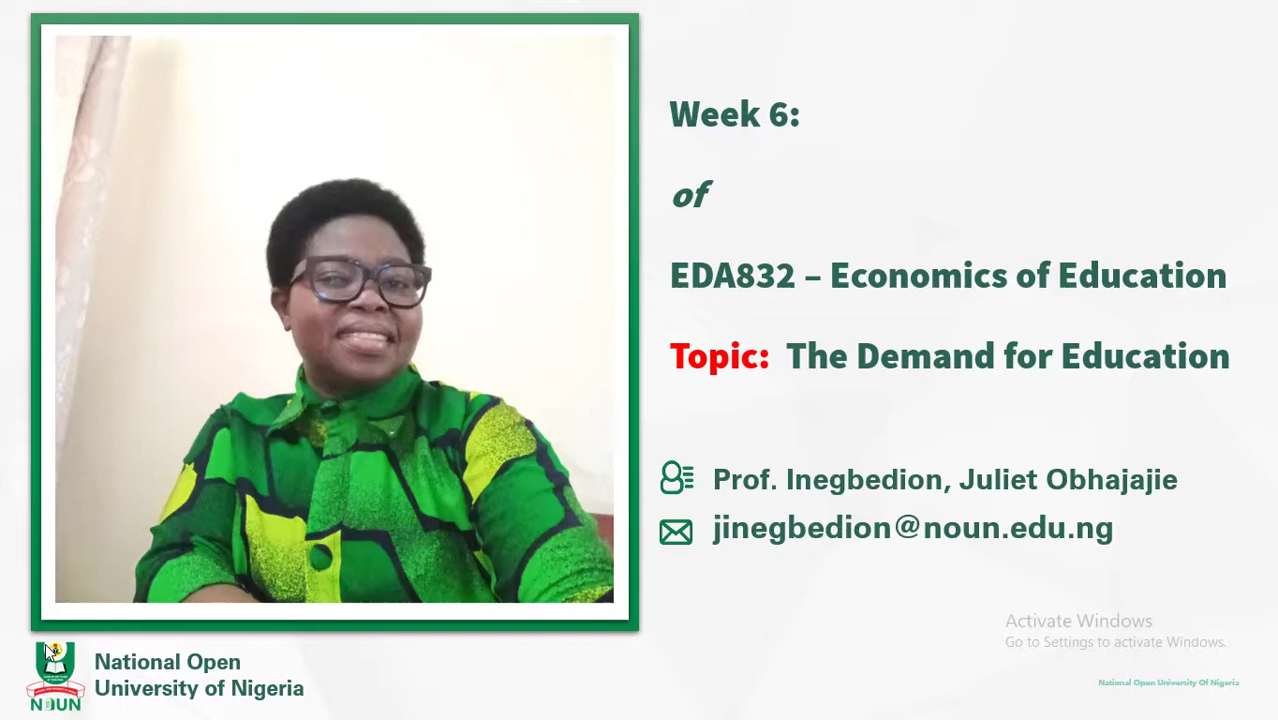 Week 6:
of
EDA832 – Economics of Education
Topic: The Demand for Education
Prof. Inegbedion, Juliet Obhajajie
jinegbedion@noun.edu.ng
Activate Windows
Go to Settings to activate Windows.
National Open University Of Nigeria
NOUN
National Open
University of Nigeria